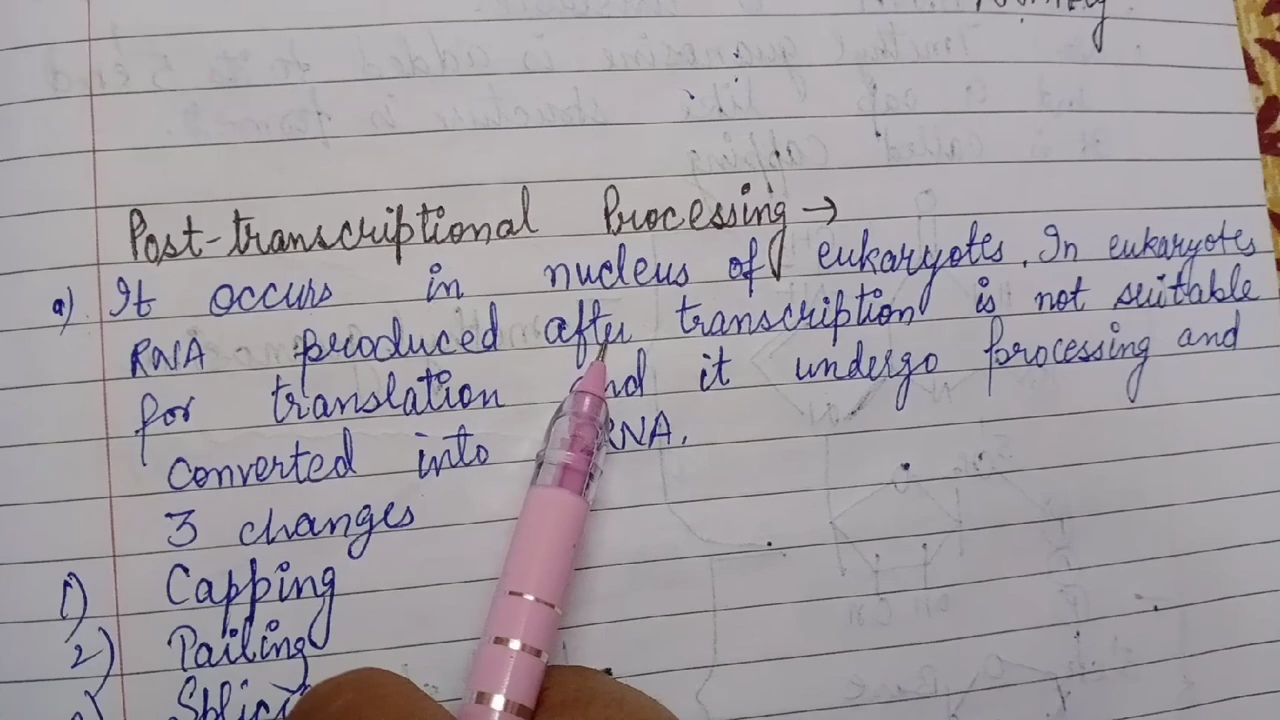 Post-transcriptional Processing →
a) It occurs in nucleus of eukaryotes. In eukaryotes
RNA produced after transcription is not suitable
for translation and it undergo processing and
converted into RNA.
3 changes
1) Capping
2) Tailing